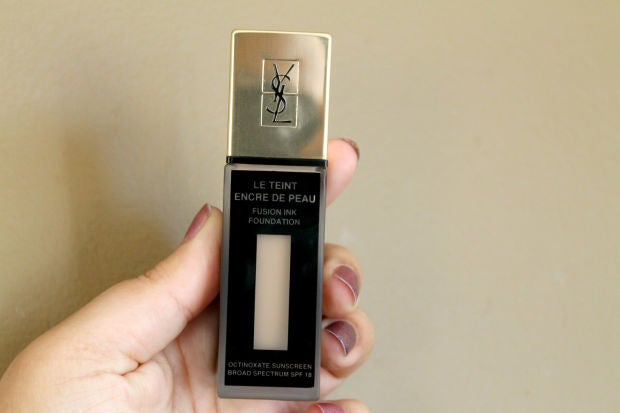 YSL
LE TEINT
ENCRE DE PEAU
FUSION INK
FOUNDATION
OCTINOXATE SUNSCREEN
BROAD SPECTRUM SPF 18